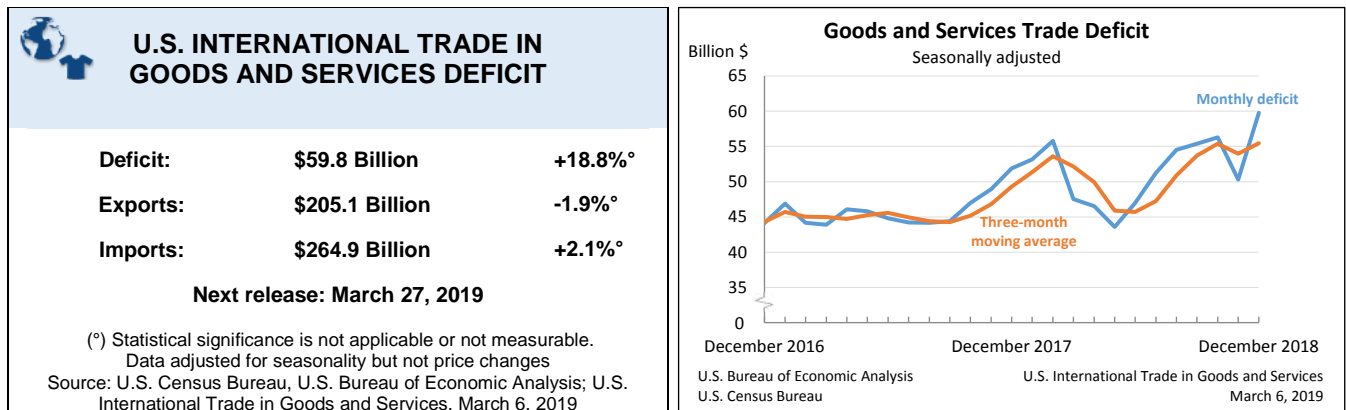 U.S. INTERNATIONAL TRADE IN
GOODS AND SERVICES DEFICIT
Deficit: $59.8 Billion +18.8%°
Exports: $205.1 Billion -1.9%°
Imports: $264.9 Billion +2.1%°
Next release: March 27, 2019
(°) Statistical significance is not applicable or not measurable.
Data adjusted for seasonality but not price changes
Source: U.S. Census Bureau, U.S. Bureau of Economic Analysis; U.S.
International Trade in Goods and Services, March 6, 2019
Goods and Services Trade Deficit
Billion $
Seasonally adjusted
65
60
55
50
45
40
35
0
Monthly deficit
Three-month
moving average
December 2016 December 2017 December 2018
U.S. Bureau of Economic Analysis U.S. International Trade in Goods and Services
U.S. Census Bureau March 6, 2019